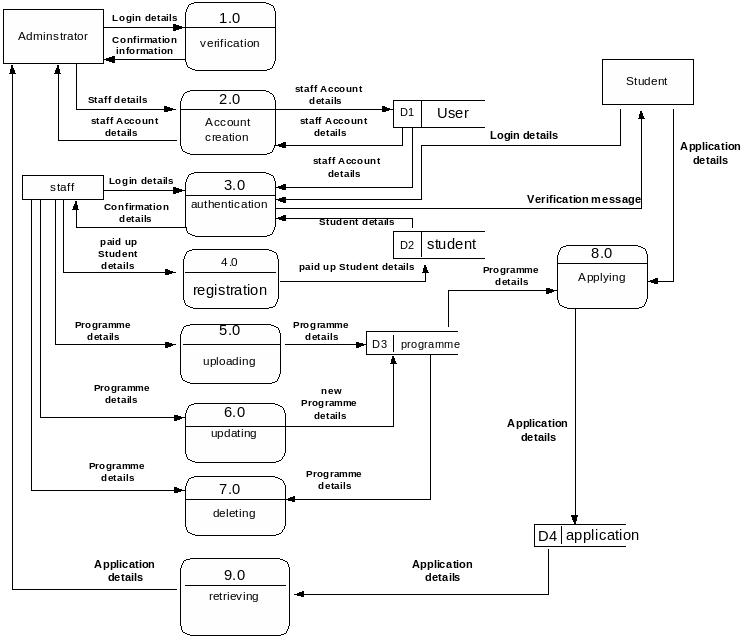 Adminstrator
Login details
1.0
verification
Confirmation
information
Staff details
2.0
Account
creation
staff Account
details
staff Account
details
staff Account
details
D1
User
Student
Login details
Application
details
staff Account
details
staff
Login details
3.0
authentication
Confirmation
details
Verification message
Student details
D2
student
paid up
Student
details
4.0
registration
paid up Student details
Programme
details
8.0
Applying
Programme
details
5.0
uploading
Programme
details
D3
programme
Programme
details
6.0
updating
new
Programme
details
Application
details
Programme
details
7.0
deleting
Programme
details
D4
application
Application
details
9.0
retrieving
Application
details